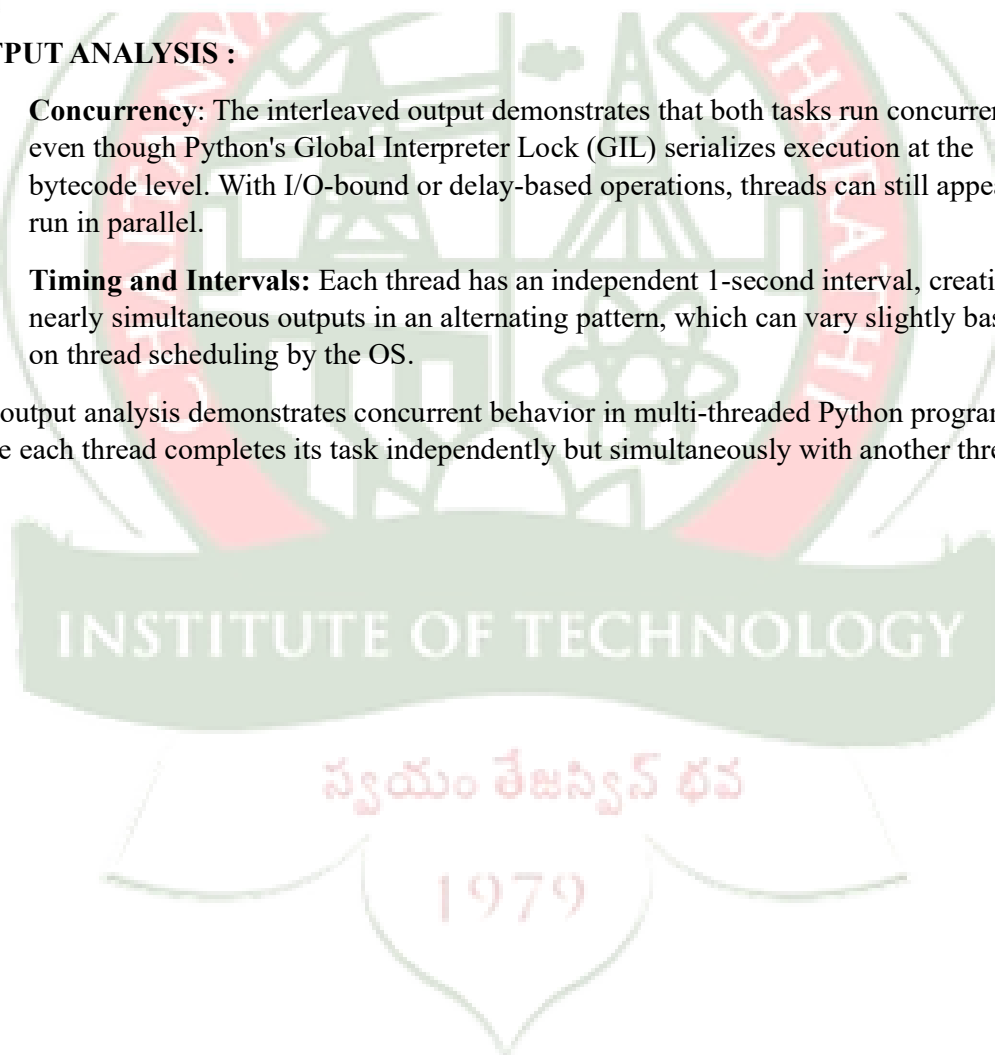 TPUT ANALYSIS :
Concurrency: The interleaved output demonstrates that both tasks run concurren
even though Python's Global Interpreter Lock (GIL) serializes execution at the
bytecode level. With I/O-bound or delay-based operations, threads can still appea
run in parallel.
Timing and Intervals: Each thread has an independent 1-second interval, creati
nearly simultaneous outputs in an alternating pattern, which can vary slightly bas
on thread scheduling by the OS.
output analysis demonstrates concurrent behavior in multi-threaded Python program
e each thread completes its task independently but simultaneously with another thre
CHAITANYA BHARATHI
INSTITUTE OF TECHNOLOGY
స్వయం తేజస్విన్ భవ
1979